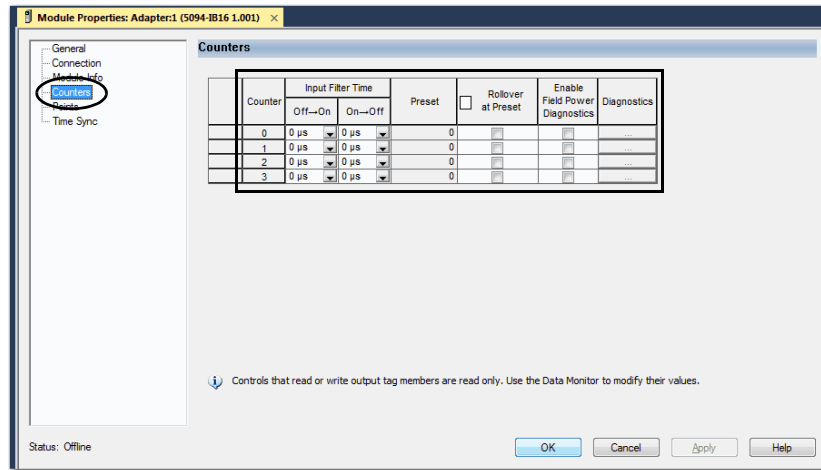 Module Properties: Adapter:1 (5094-IB16 1.001) ×
General
Connection
Module Info
Counters
Points
Time Sync
Counters
Counter Input Filter Time Preset Rollover at Preset Enable Field Power Diagnostics Diagnostics
Off→On On→Off
0 0 µs 0 µs 0 ...
1 0 µs 0 µs 0 ...
2 0 µs 0 µs 0 ...
3 0 µs 0 µs 0 ...
Controls that read or write output tag members are read only. Use the Data Monitor to modify their values.
Status: Offline
OK Cancel Apply Help